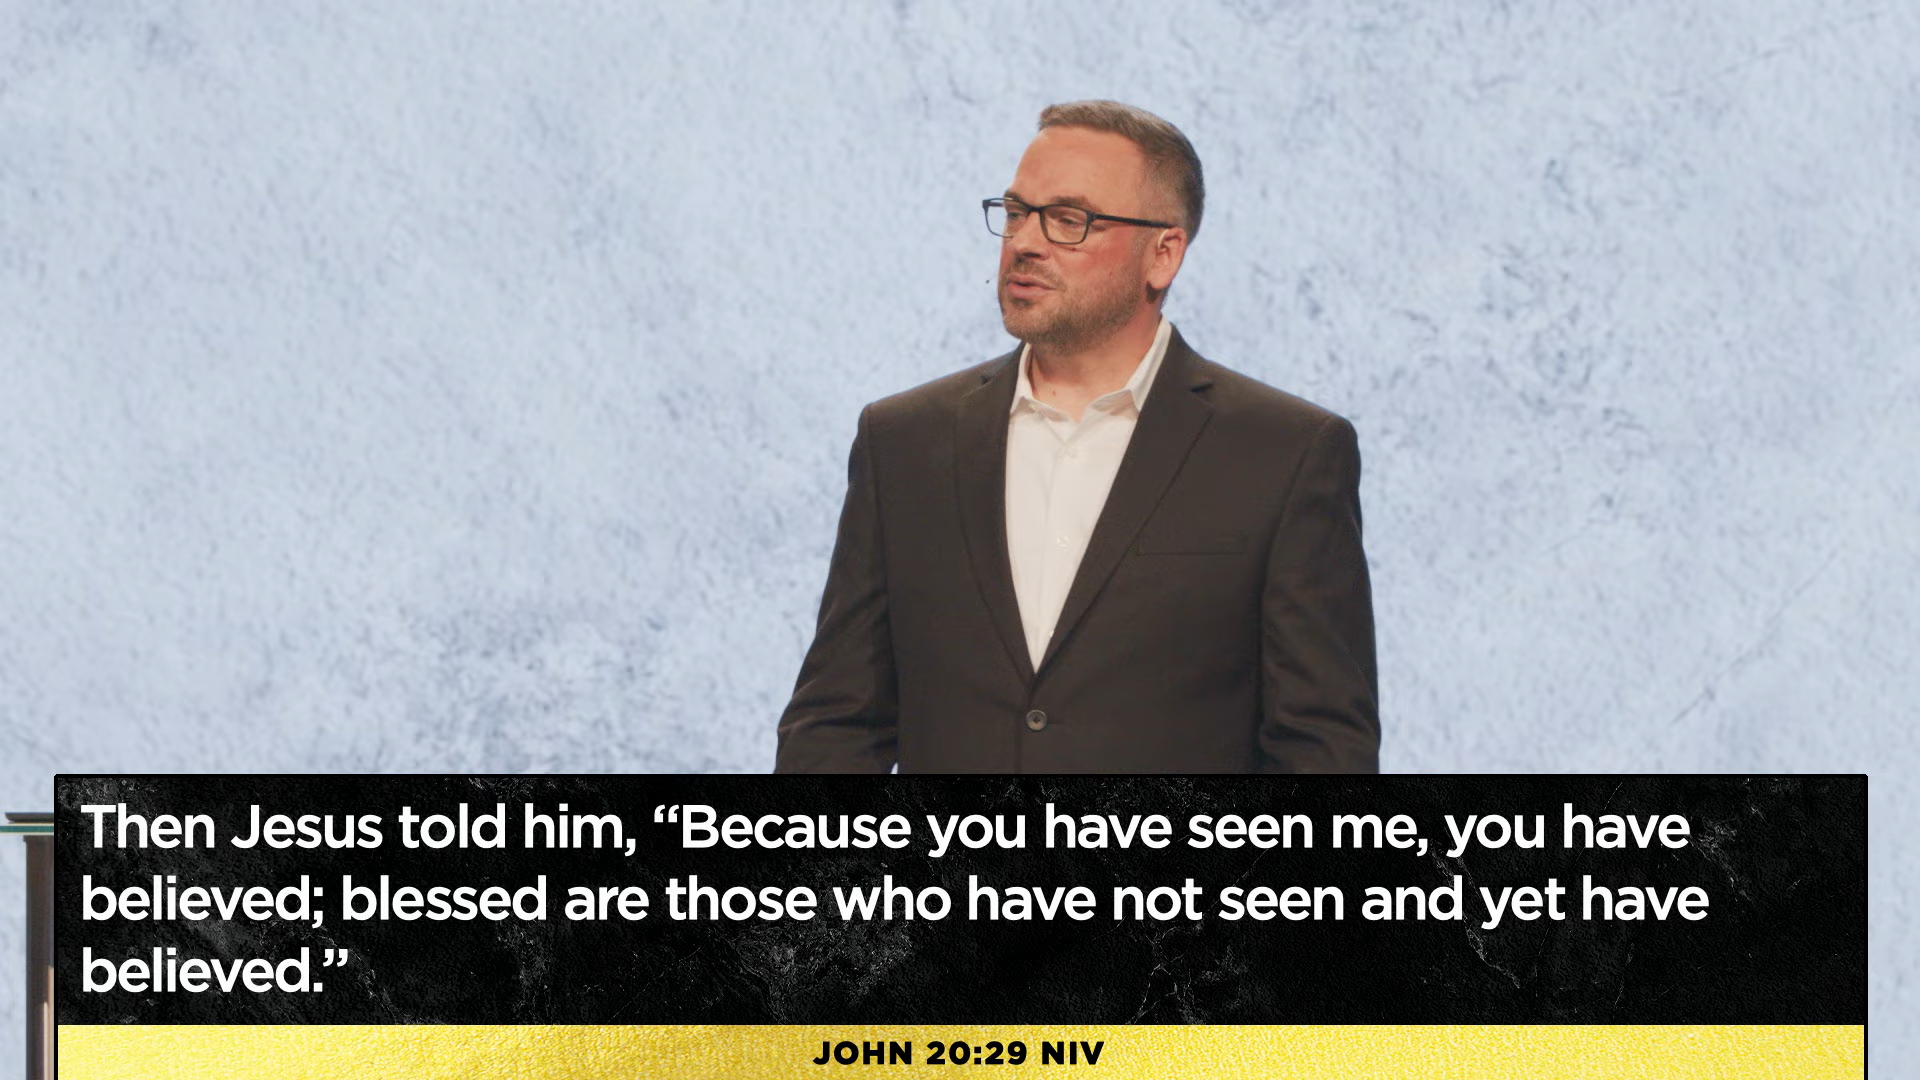 Then Jesus told him, “Because you have seen me, you have
believed; blessed are those who have not seen and yet have
believed.”
JOHN 20:29 NIV